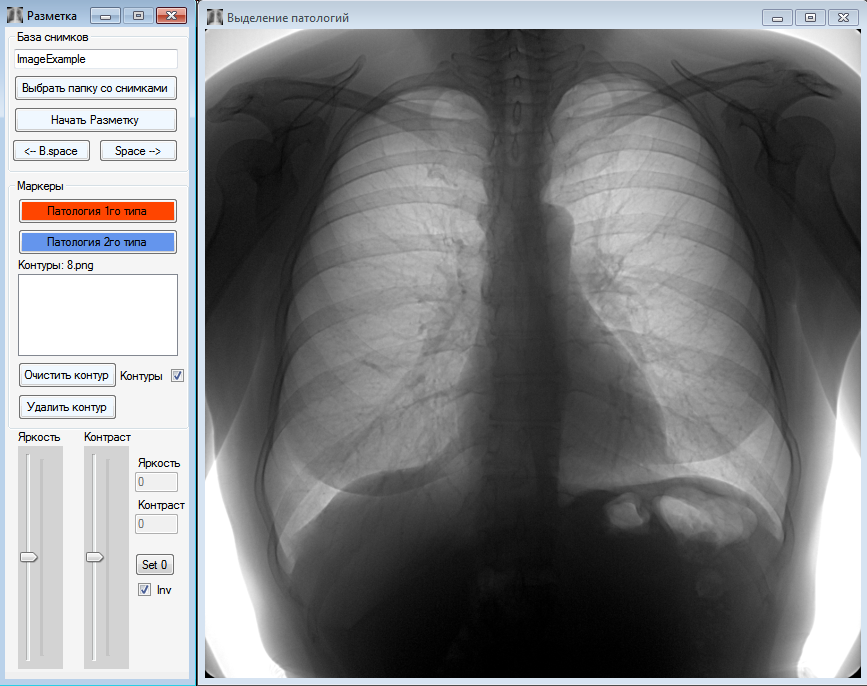 Разметка
База снимков
ImageExample
Выбрать папку со снимками
Начать Разметку
<-- B.space
Space -->
Маркеры
Патология 1го типа
Патология 2го типа
Контуры: 8.png
Очистить контур
Контуры
Удалить контур
Яркость
Контраст
Яркость
0
Контраст
0
Set 0
Inv
Выделение патологий